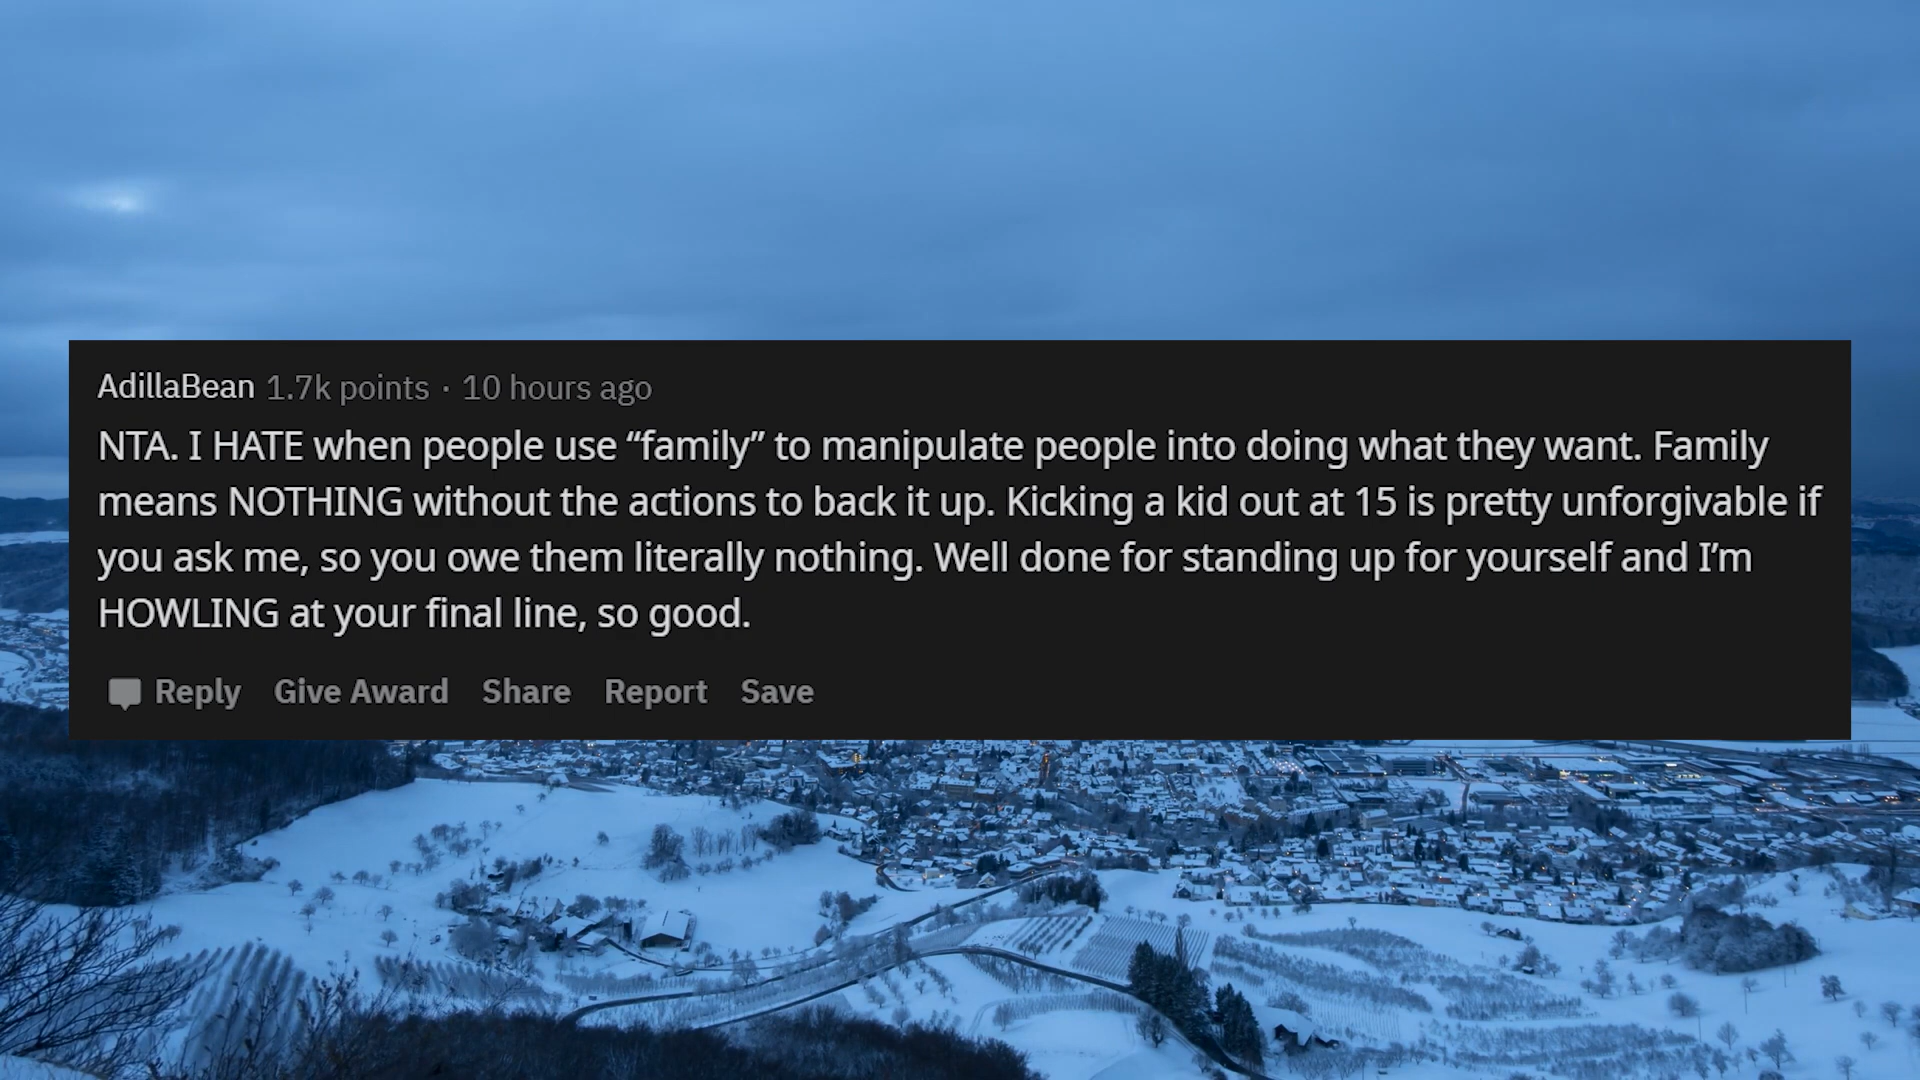 AdillaBean 1.7k points · 10 hours ago
NTA. I HATE when people use “family” to manipulate people into doing what they want. Family
means NOTHING without the actions to back it up. Kicking a kid out at 15 is pretty unforgivable if
you ask me, so you owe them literally nothing. Well done for standing up for yourself and I’m
HOWLING at your final line, so good.
Reply Give Award Share Report Save